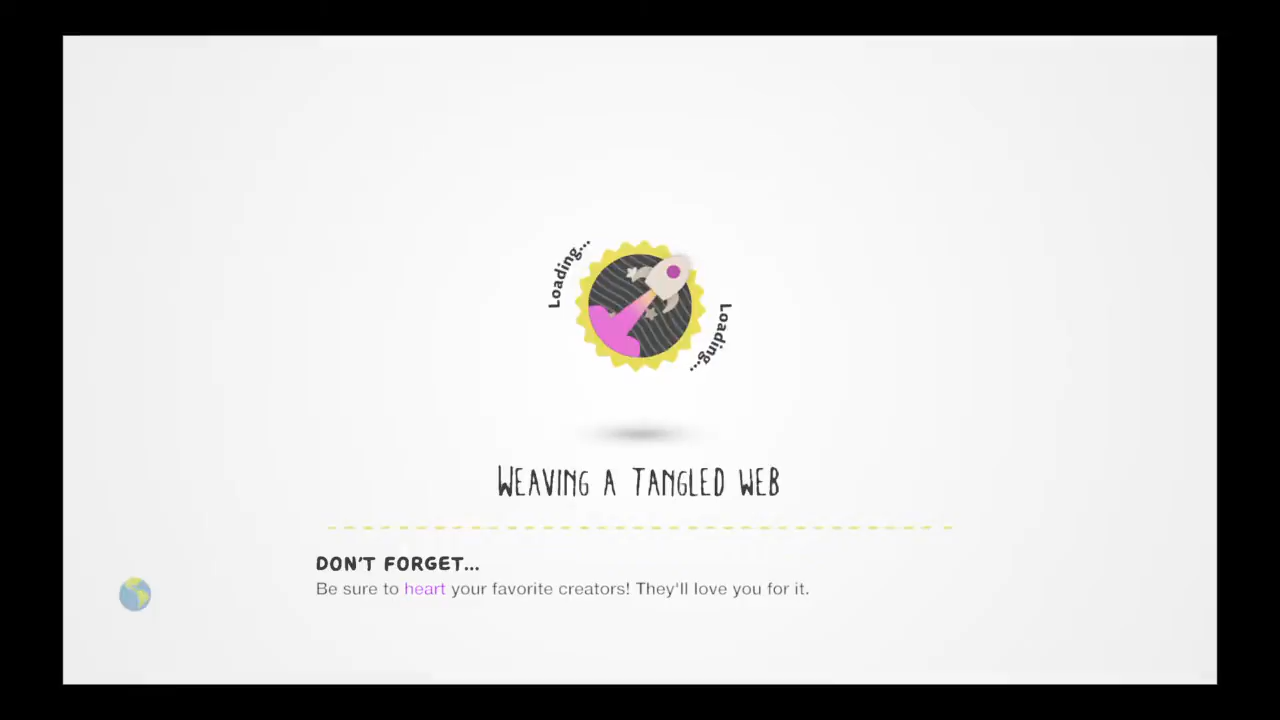 Loading...
Loading...
WEAVING A TANGLED WEB
DON'T FORGET...
Be sure to heart your favorite creators! They'll love you for it.